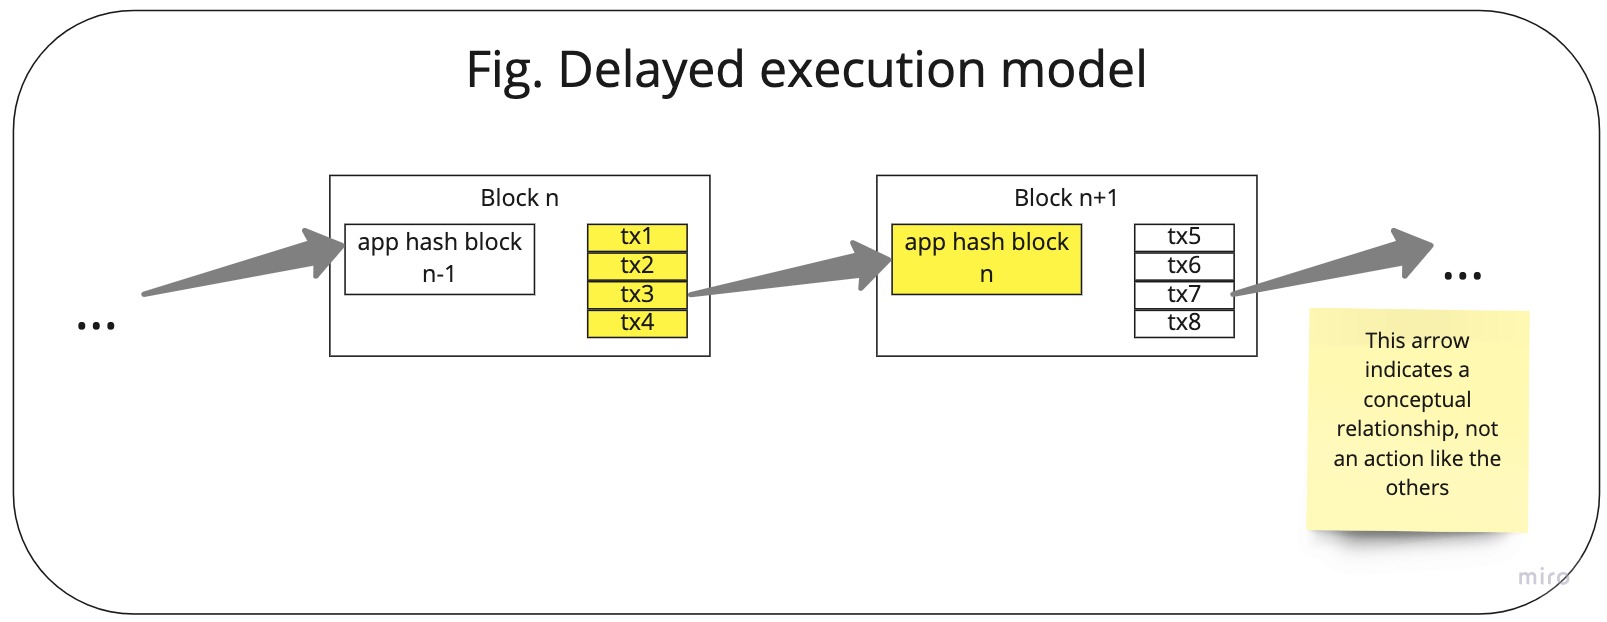 Fig. Delayed execution model
Block n
app hash block
n-1
tx1
tx2
tx3
tx4
Block n+1
app hash block
n
tx5
tx6
tx7
tx8
...
...
This arrow
indicates a
conceptual
relationship, not
an action like the
others
miro